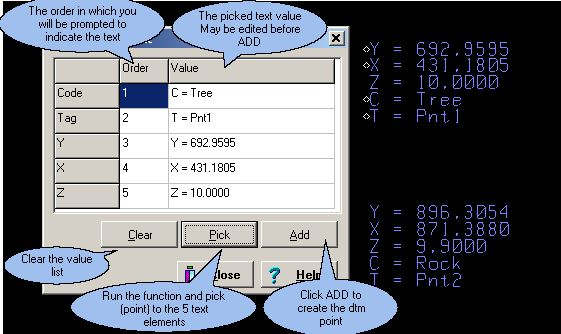 The order in which you
will be prompted to
indicate the text
The picked text value
May be edited before
ADD
Order
Value
Code
1
C = Tree
Tag
2
T = Pnt1
Y
3
Y = 692.9595
X
4
X = 431.1805
Z
5
Z = 10.0000
Clear
Pick
Add
Close
Help
Clear the value
list
Run the function and pick
(point) to the 5 text
elements
Click ADD to
create the dtm
point
Y = 692.9595
X = 431.1805
Z = 10.0000
C = Tree
T = Pnt1
Y = 896.3054
X = 871.3880
Z = 9.9000
C = Rock
T = Pnt2